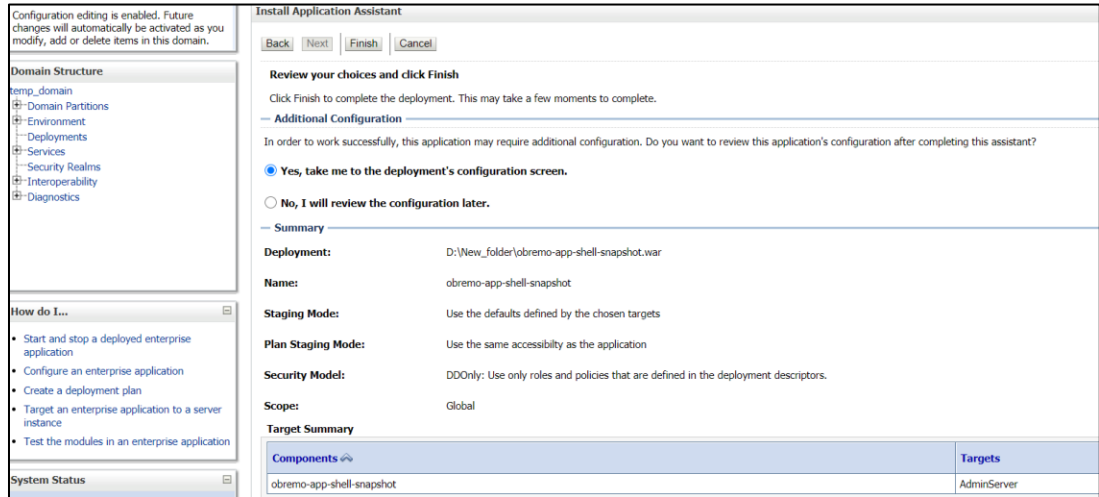 Configuration editing is enabled. Future
changes will automatically be activated as you
modify, add or delete items in this domain.
Domain Structure
temp_domain
Domain Partitions
Environment
Deployments
Services
Security Realms
Interoperability
Diagnostics
How do I...
Start and stop a deployed enterprise
application
Configure an enterprise application
Create a deployment plan
Target an enterprise application to a server
instance
Test the modules in an enterprise application
System Status
Install Application Assistant
Back Next Finish Cancel
Review your choices and click Finish
Click Finish to complete the deployment. This may take a few moments to complete.
Additional Configuration
In order to work successfully, this application may require additional configuration. Do you want to review this application's configuration after completing this assistant?
Yes, take me to the deployment's configuration screen.
No, I will review the configuration later.
Summary
Deployment: D:\New_folder\obremo-app-shell-snapshot.war
Name: obremo-app-shell-snapshot
Staging Mode: Use the defaults defined by the chosen targets
Plan Staging Mode: Use the same accessibilty as the application
Security Model: DDOnly: Use only roles and policies that are defined in the deployment descriptors.
Scope: Global
Target Summary
Components Targets
obremo-app-shell-snapshot AdminServer